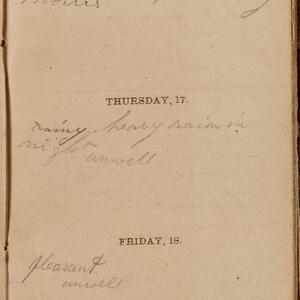 THURSDAY, 17.
rainy, heavy rain in
night
unwell
FRIDAY, 18.
pleasant
unwell